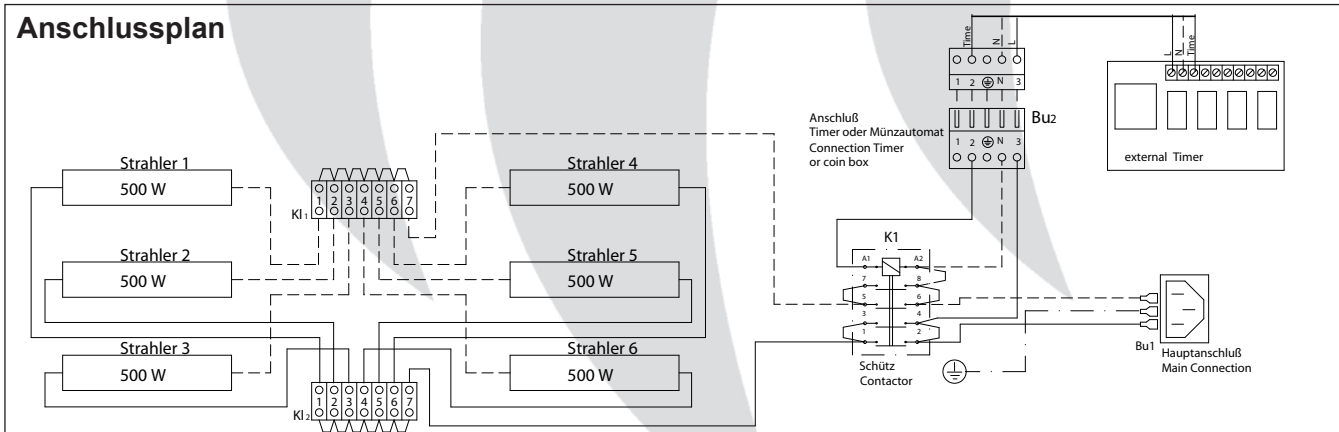 Anschlussplan
Strahler 1
500 W
Strahler 2
500 W
Strahler 3
500 W
Kl1
1 2 3 4 5 6 7
Kl2
1 2 3 4 5 6 7
Strahler 4
500 W
Strahler 5
500 W
Strahler 6
500 W
Anschluß
Timer oder Münzautomat
Connection Timer
or coin box
Time N L
1 2 N 3
Bu2
1 2 N 3
L N Time
external Timer
K1
A1 A2
7 8
5 6
3 4
1 2
Schütz
Contactor
Bu1
Hauptanschluß
Main Connection